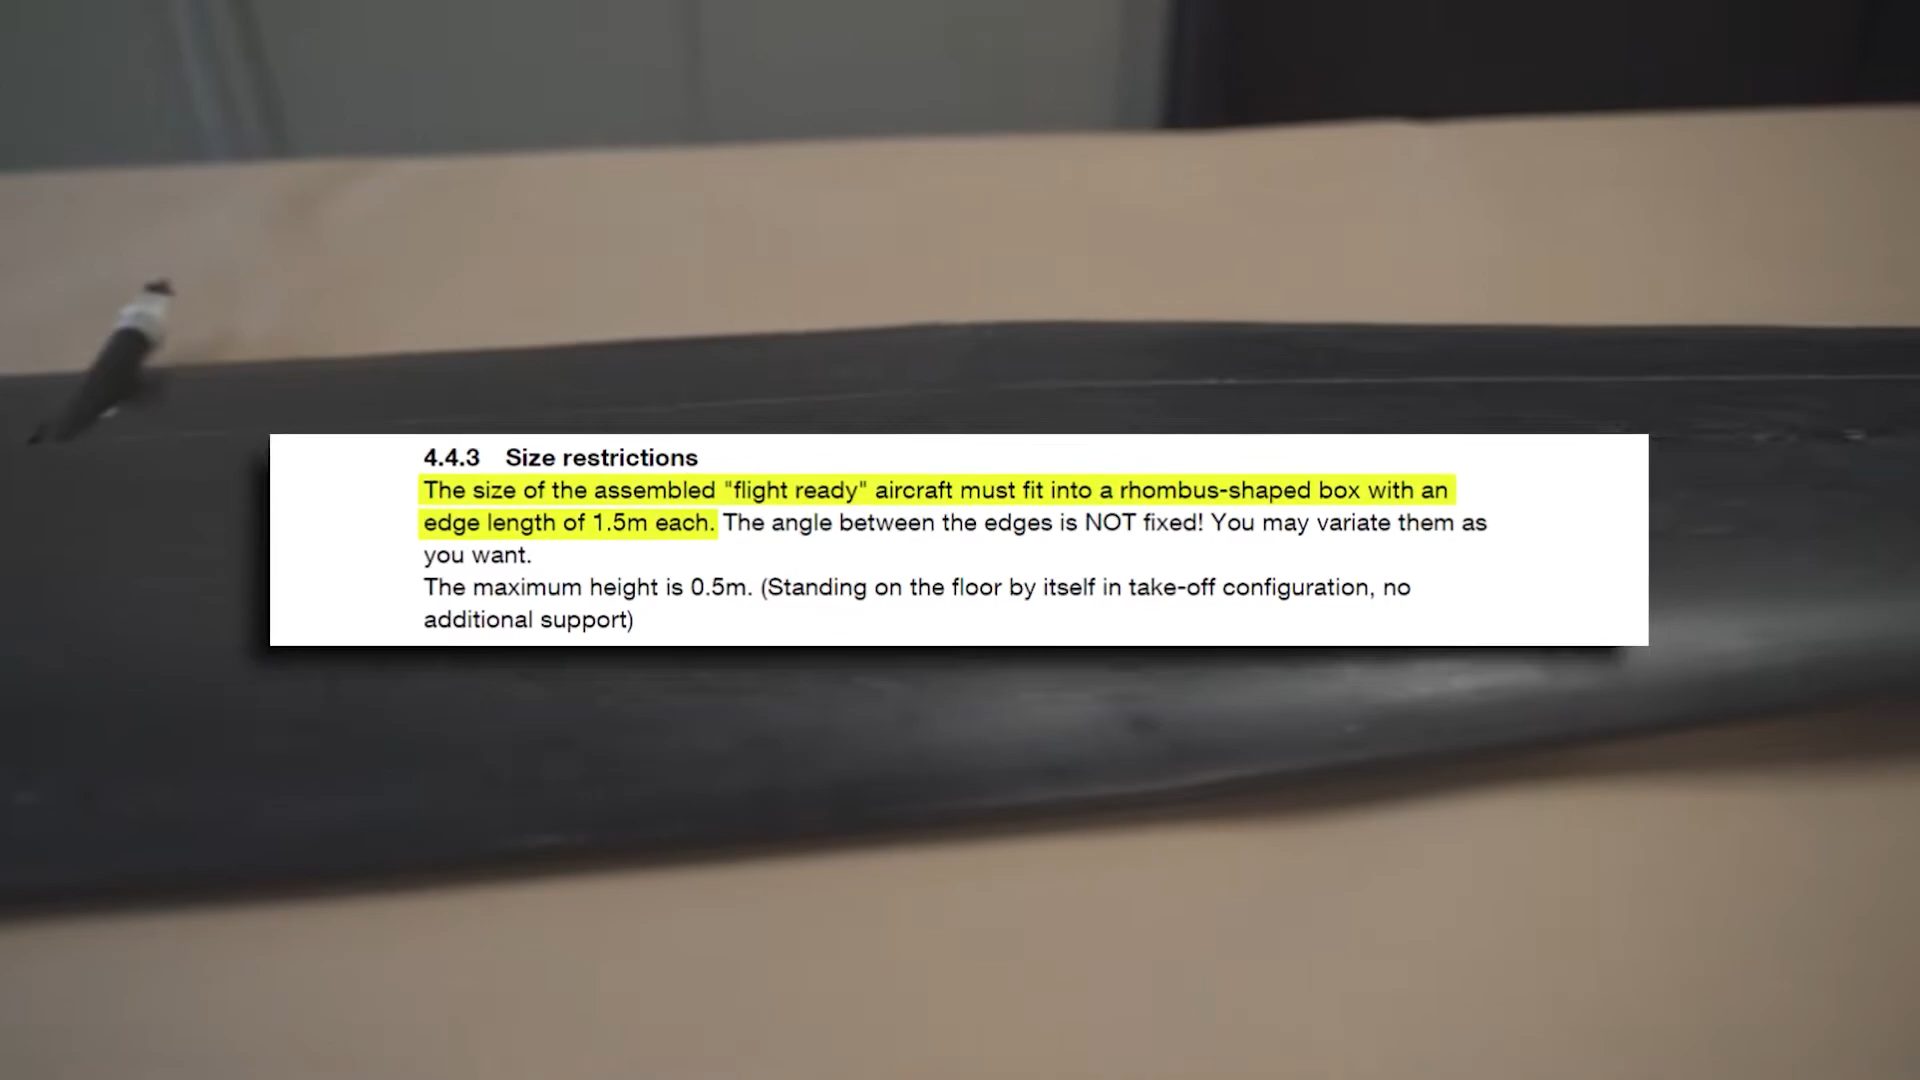 4.4.3 Size restrictions
The size of the assembled "flight ready" aircraft must fit into a rhombus-shaped box with an
edge length of 1.5m each. The angle between the edges is NOT fixed! You may variate them as
you want.
The maximum height is 0.5m. (Standing on the floor by itself in take-off configuration, no
additional support)